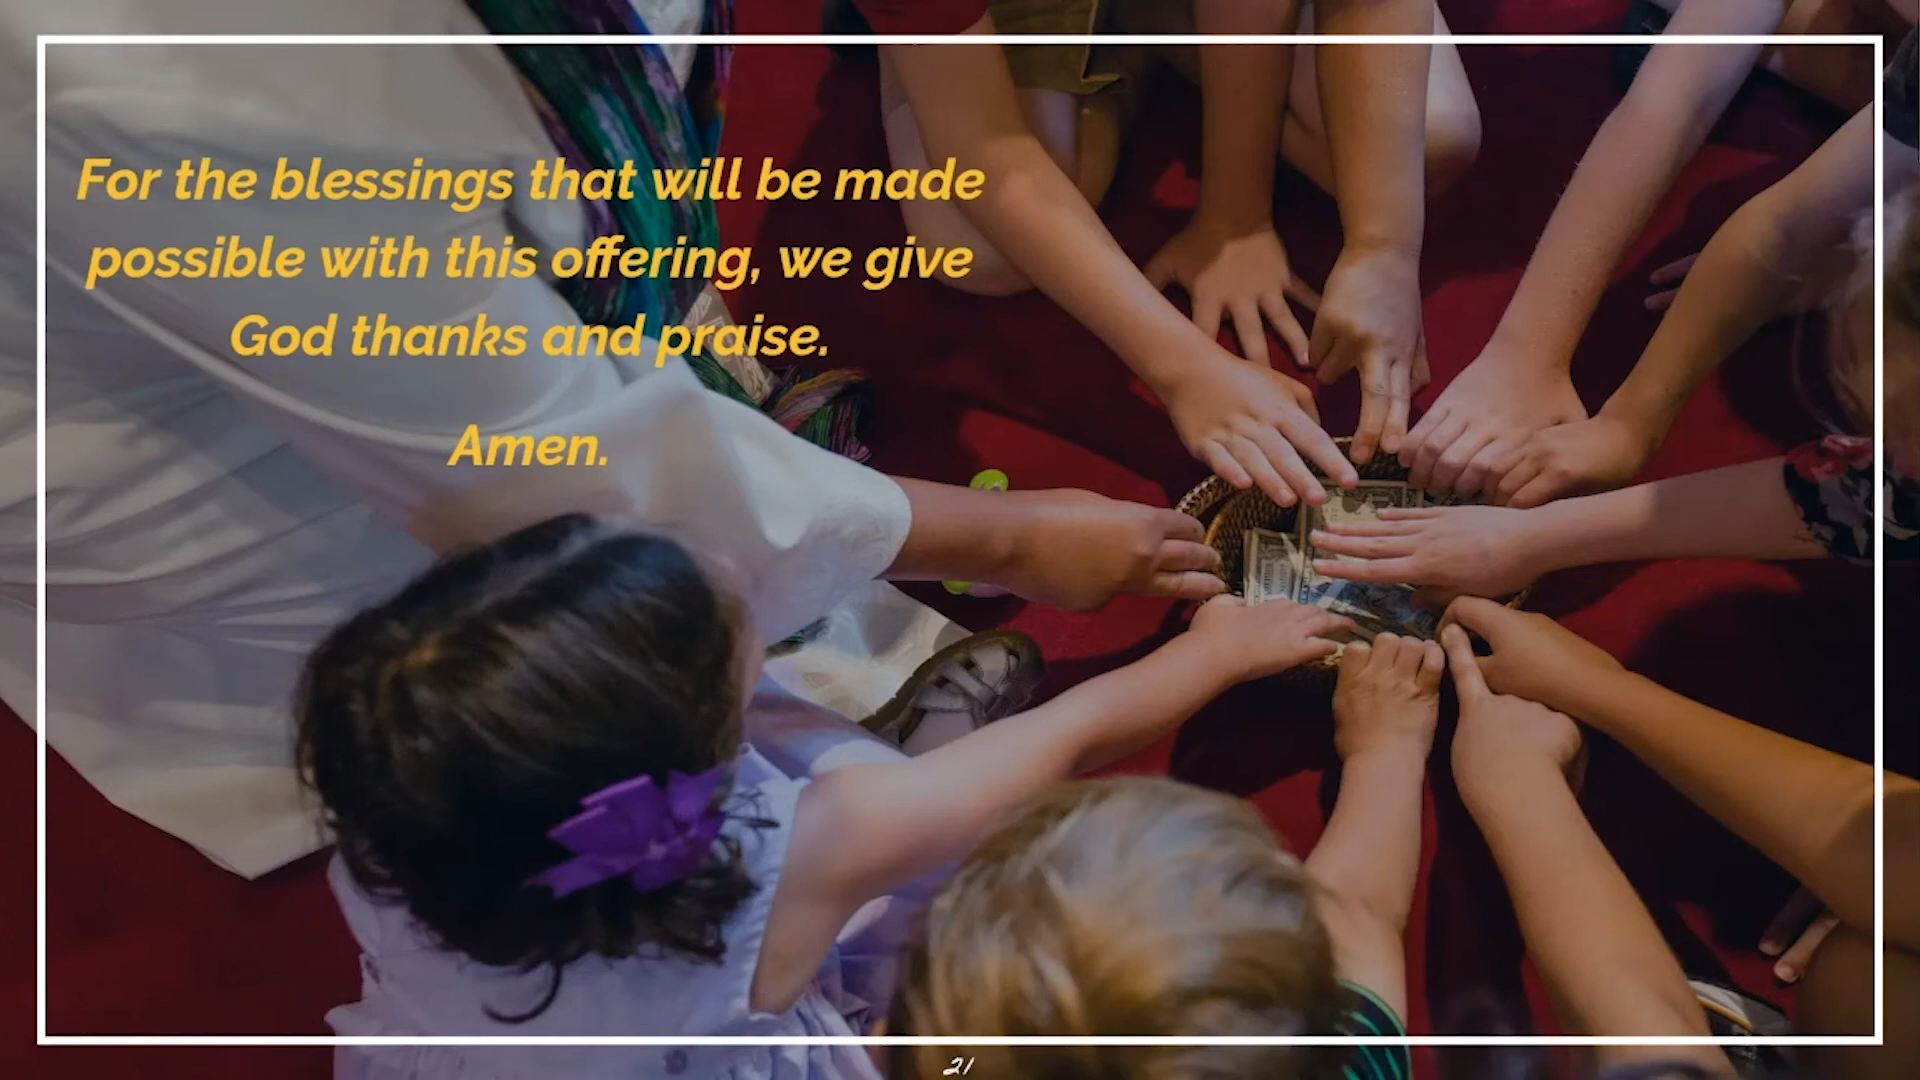 For the blessings that will be made
possible with this offering, we give
God thanks and praise.
Amen.
21